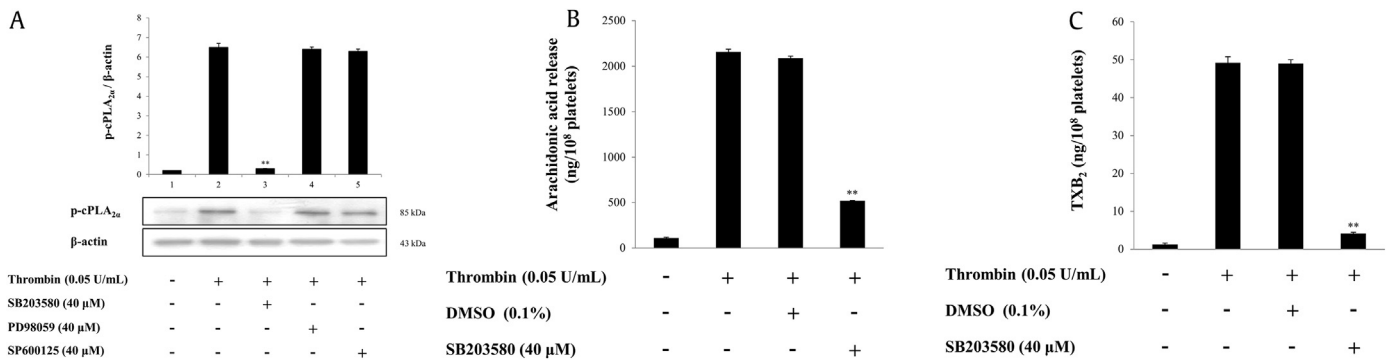 A
p-cPLA2α / β-actin
8
7
6
5
4
3
2
1
0
**
1 2 3 4 5
p-cPLA2α 85 kDa
β-actin 43 kDa
Thrombin (0.05 U/mL) - + + + +
SB203580 (40 μM) - - + - -
PD98059 (40 μM) - - - + -
SP600125 (40 μM) - - - - +
B
Arachidonic acid release
(ng/10⁸ platelets)
2500
2000
1500
1000
500
0
**
Thrombin (0.05 U/mL) - + + +
DMSO (0.1%) - - + -
SB203580 (40 μM) - - - +
C
TXB2 (ng/10⁸ platelets)
60
50
40
30
20
10
0
**
Thrombin (0.05 U/mL) - + + +
DMSO (0.1%) - - + -
SB203580 (40 μM) - - - +